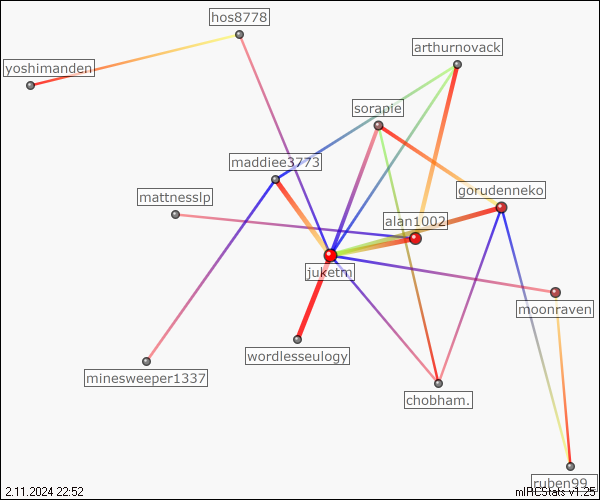 hos8778
arthurnovack
yoshimanden
sorapie
maddiee3773
gorudenneko
mattnesslp
alan1002
juketm
moonraven
wordlesseulogy
minesweeper1337
chobham.
ruben99_
2.11.2024 22:52
mIRCStats v1.25